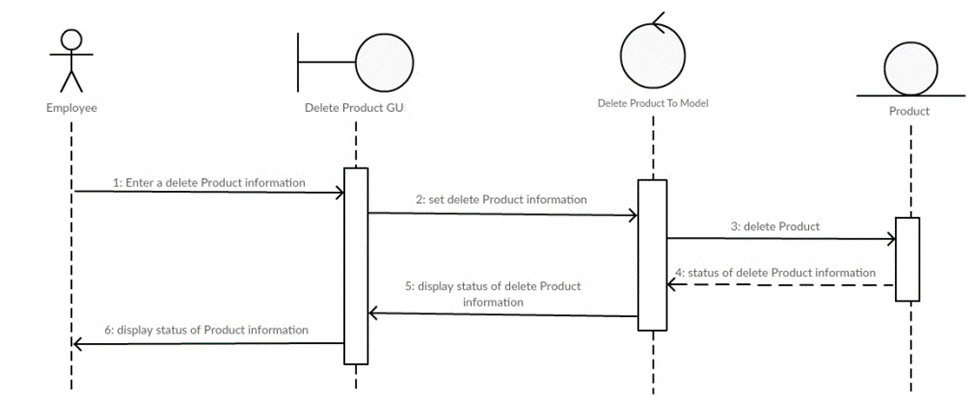 Employee
Delete Product GU
Delete Product To Model
Product
1: Enter a delete Product information
2: set delete Product information
3: delete Product
4: status of delete Product information
5: display status of delete Product
information
6: display status of Product information